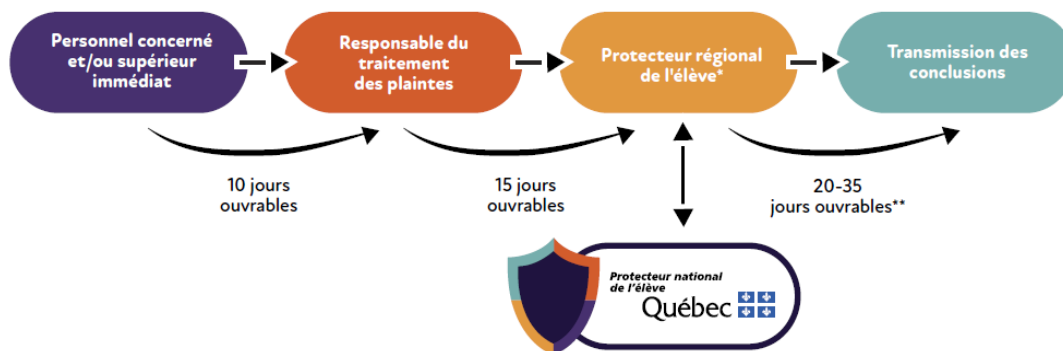 Personnel concerné
et/ou supérieur
immédiat
Responsable du
traitement
des plaintes
Protecteur régional
de l'élève*
Transmission des
conclusions
10 jours
ouvrables
15 jours
ouvrables
20-35
jours ouvrables**
Protecteur national
de l'élève
Québec